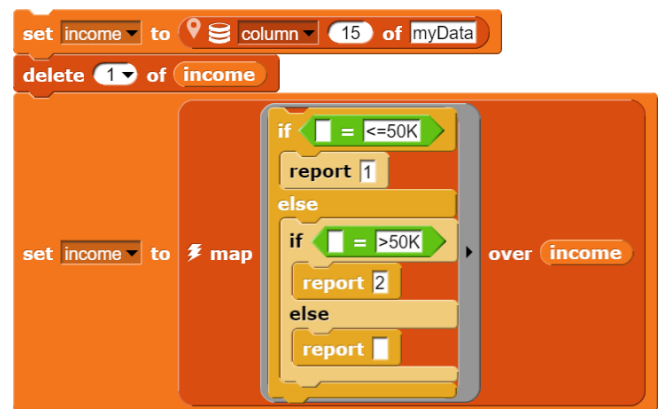 set income to column 15 of myData
delete 1 of income
if = <=50K
report 1
else
if = >50K
set income to map over income
report 2
else
report